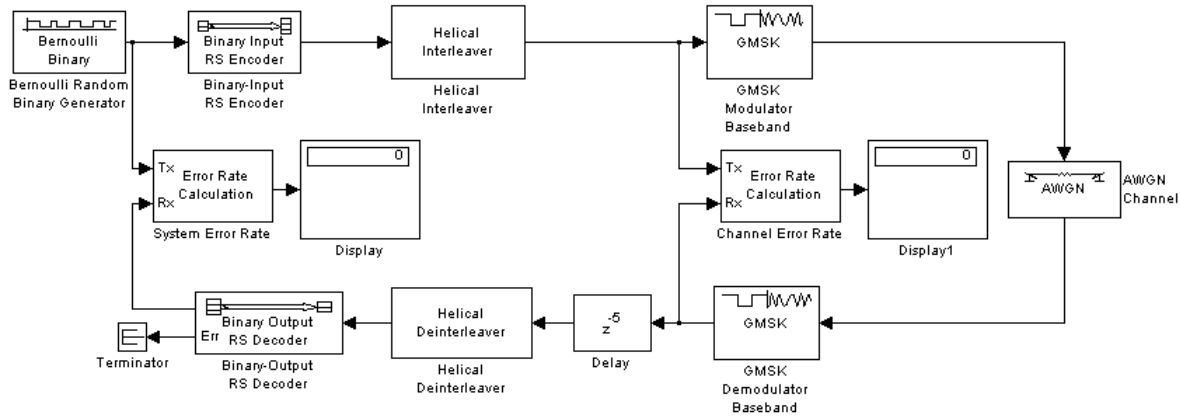 Bernoulli
Binary
Bernoulli Random
Binary Generator
Binary Input
RS Encoder
Binary-Input
RS Encoder
Helical
Interleaver
Helical
Interleaver
GMSK
GMSK
Modulator
Baseband
Tx
Rx
Error Rate
Calculation
System Error Rate
0
Display
Tx
Rx
Error Rate
Calculation
Channel Error Rate
0
Display1
AWGN
AWGN
Channel
Terminator
Err
Binary Output
RS Decoder
Binary-Output
RS Decoder
Helical
Deinterleaver
Helical
Deinterleaver
z-5
Delay
GMSK
GMSK
Demodulator
Baseband